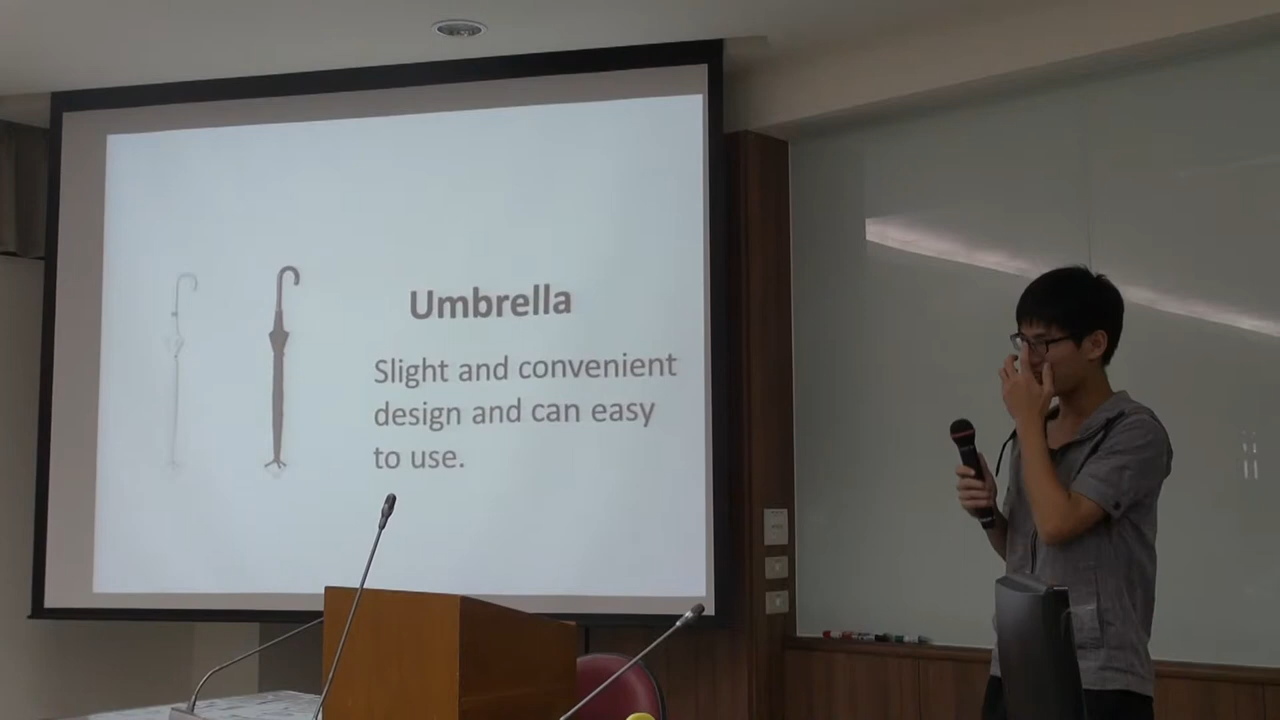 Umbrella
Slight and convenient
design and can easy
to use.